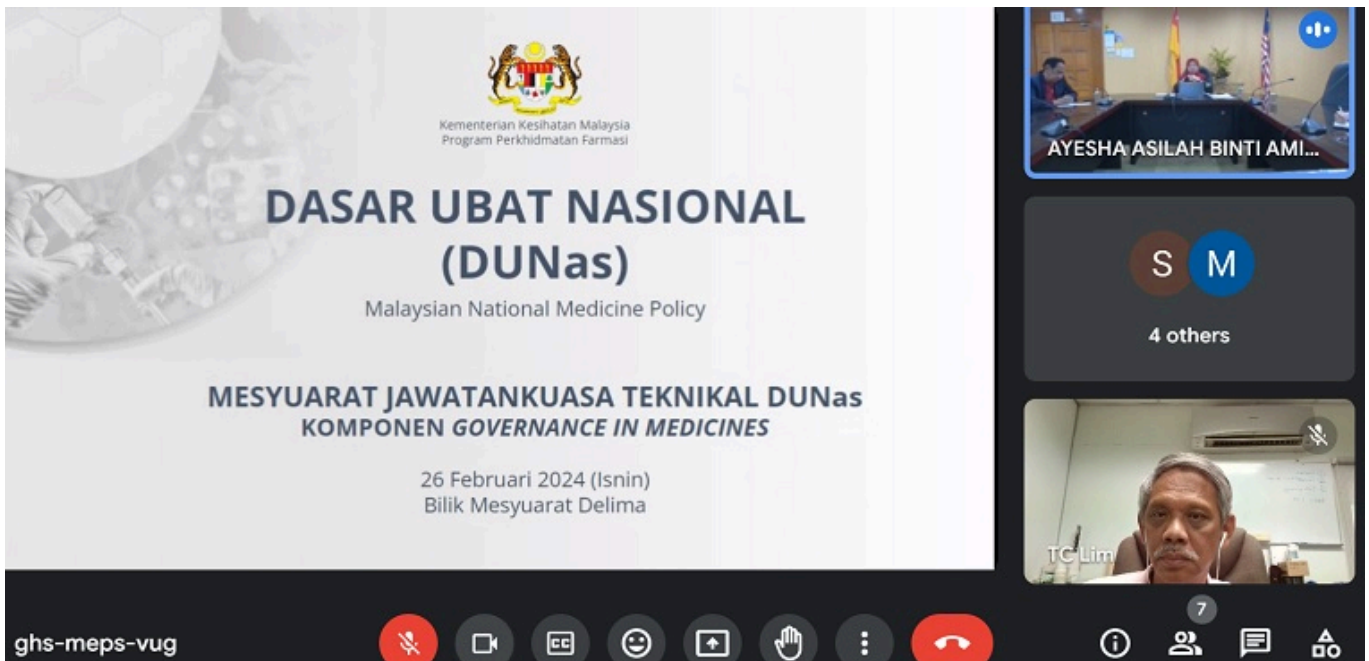 Kementerian Kesihatan Malaysia
Program Perkhidmatan Farmasi
DASAR UBAT NASIONAL
(DUNas)
Malaysian National Medicine Policy
MESYUARAT JAWATANKUASA TEKNIKAL DUNas
KOMPONEN GOVERNANCE IN MEDICINES
26 Februari 2024 (Isnin)
Bilik Mesyuarat Delima
AYESHA ASILAH BINTI AMI...
S M
4 others
TC Lim
7
ghs-meps-vug
CC